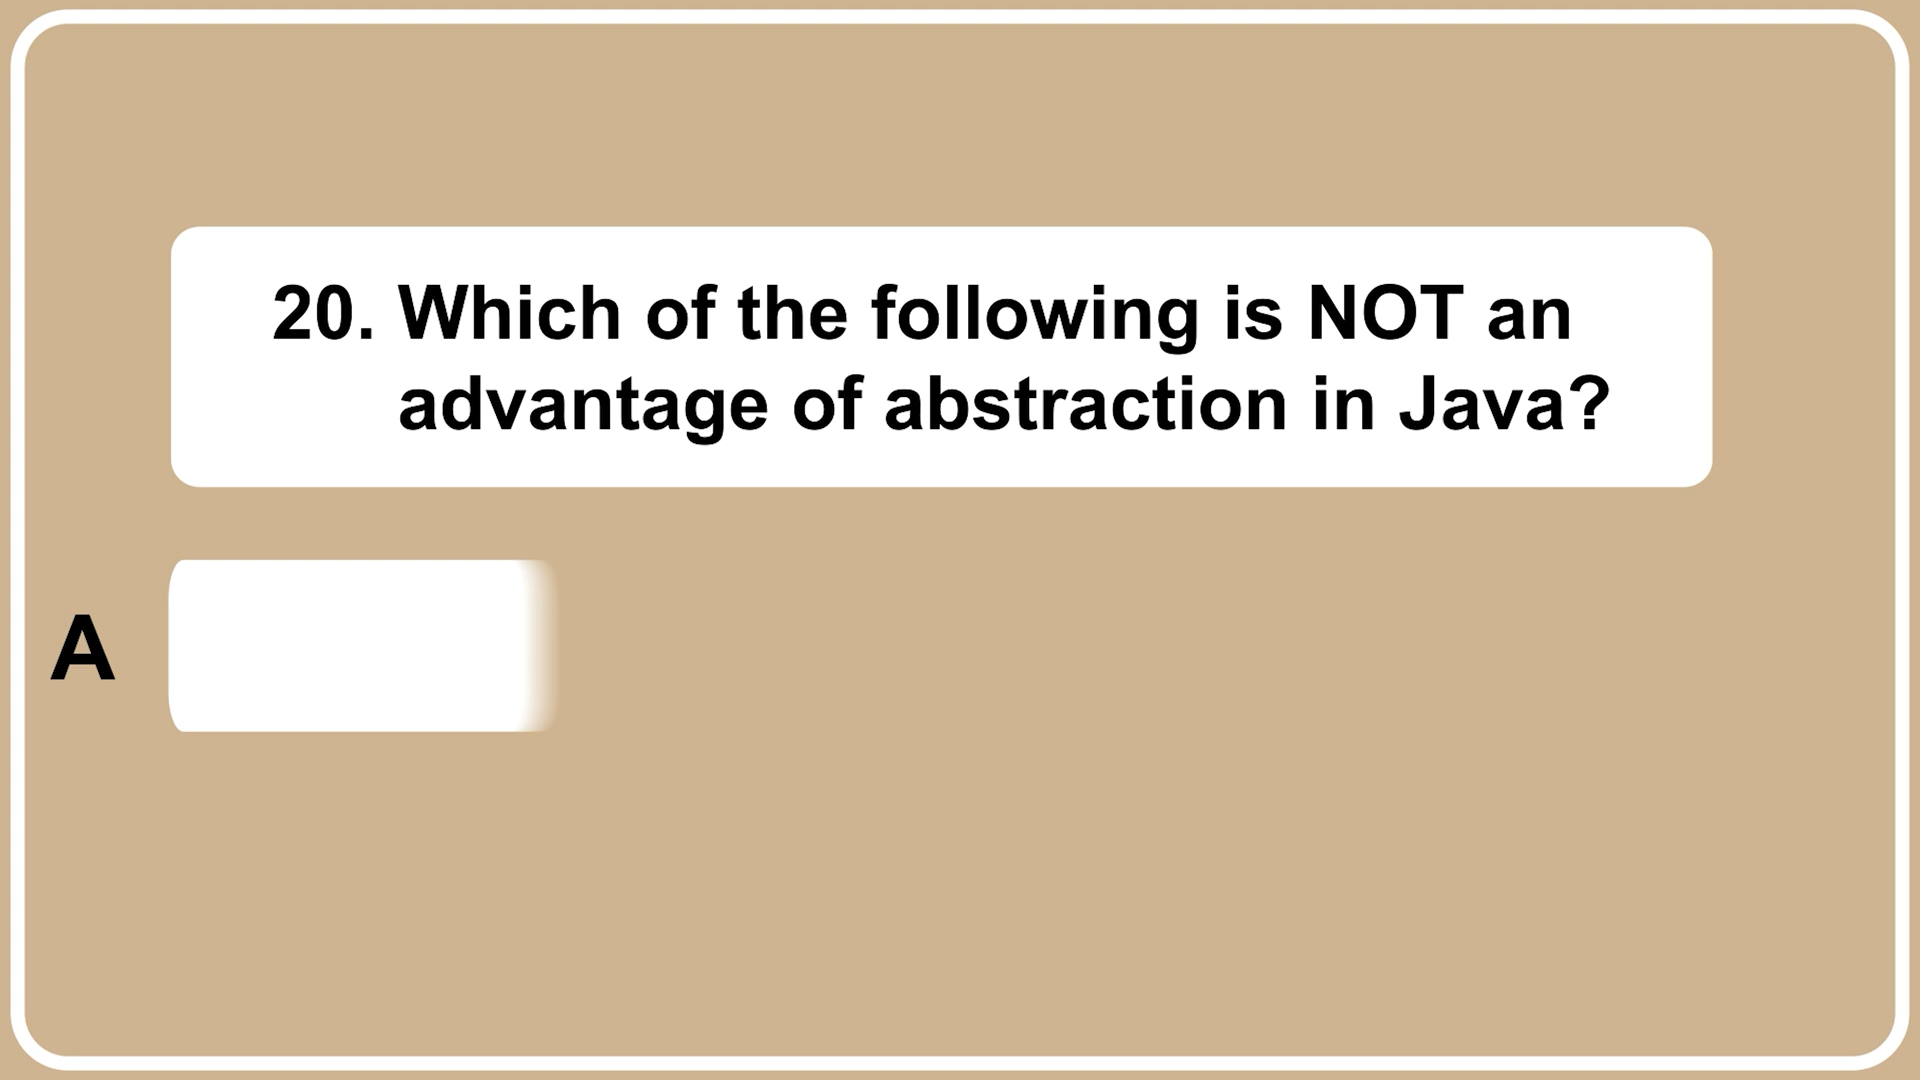 20. Which of the following is NOT an
advantage of abstraction in Java?
A